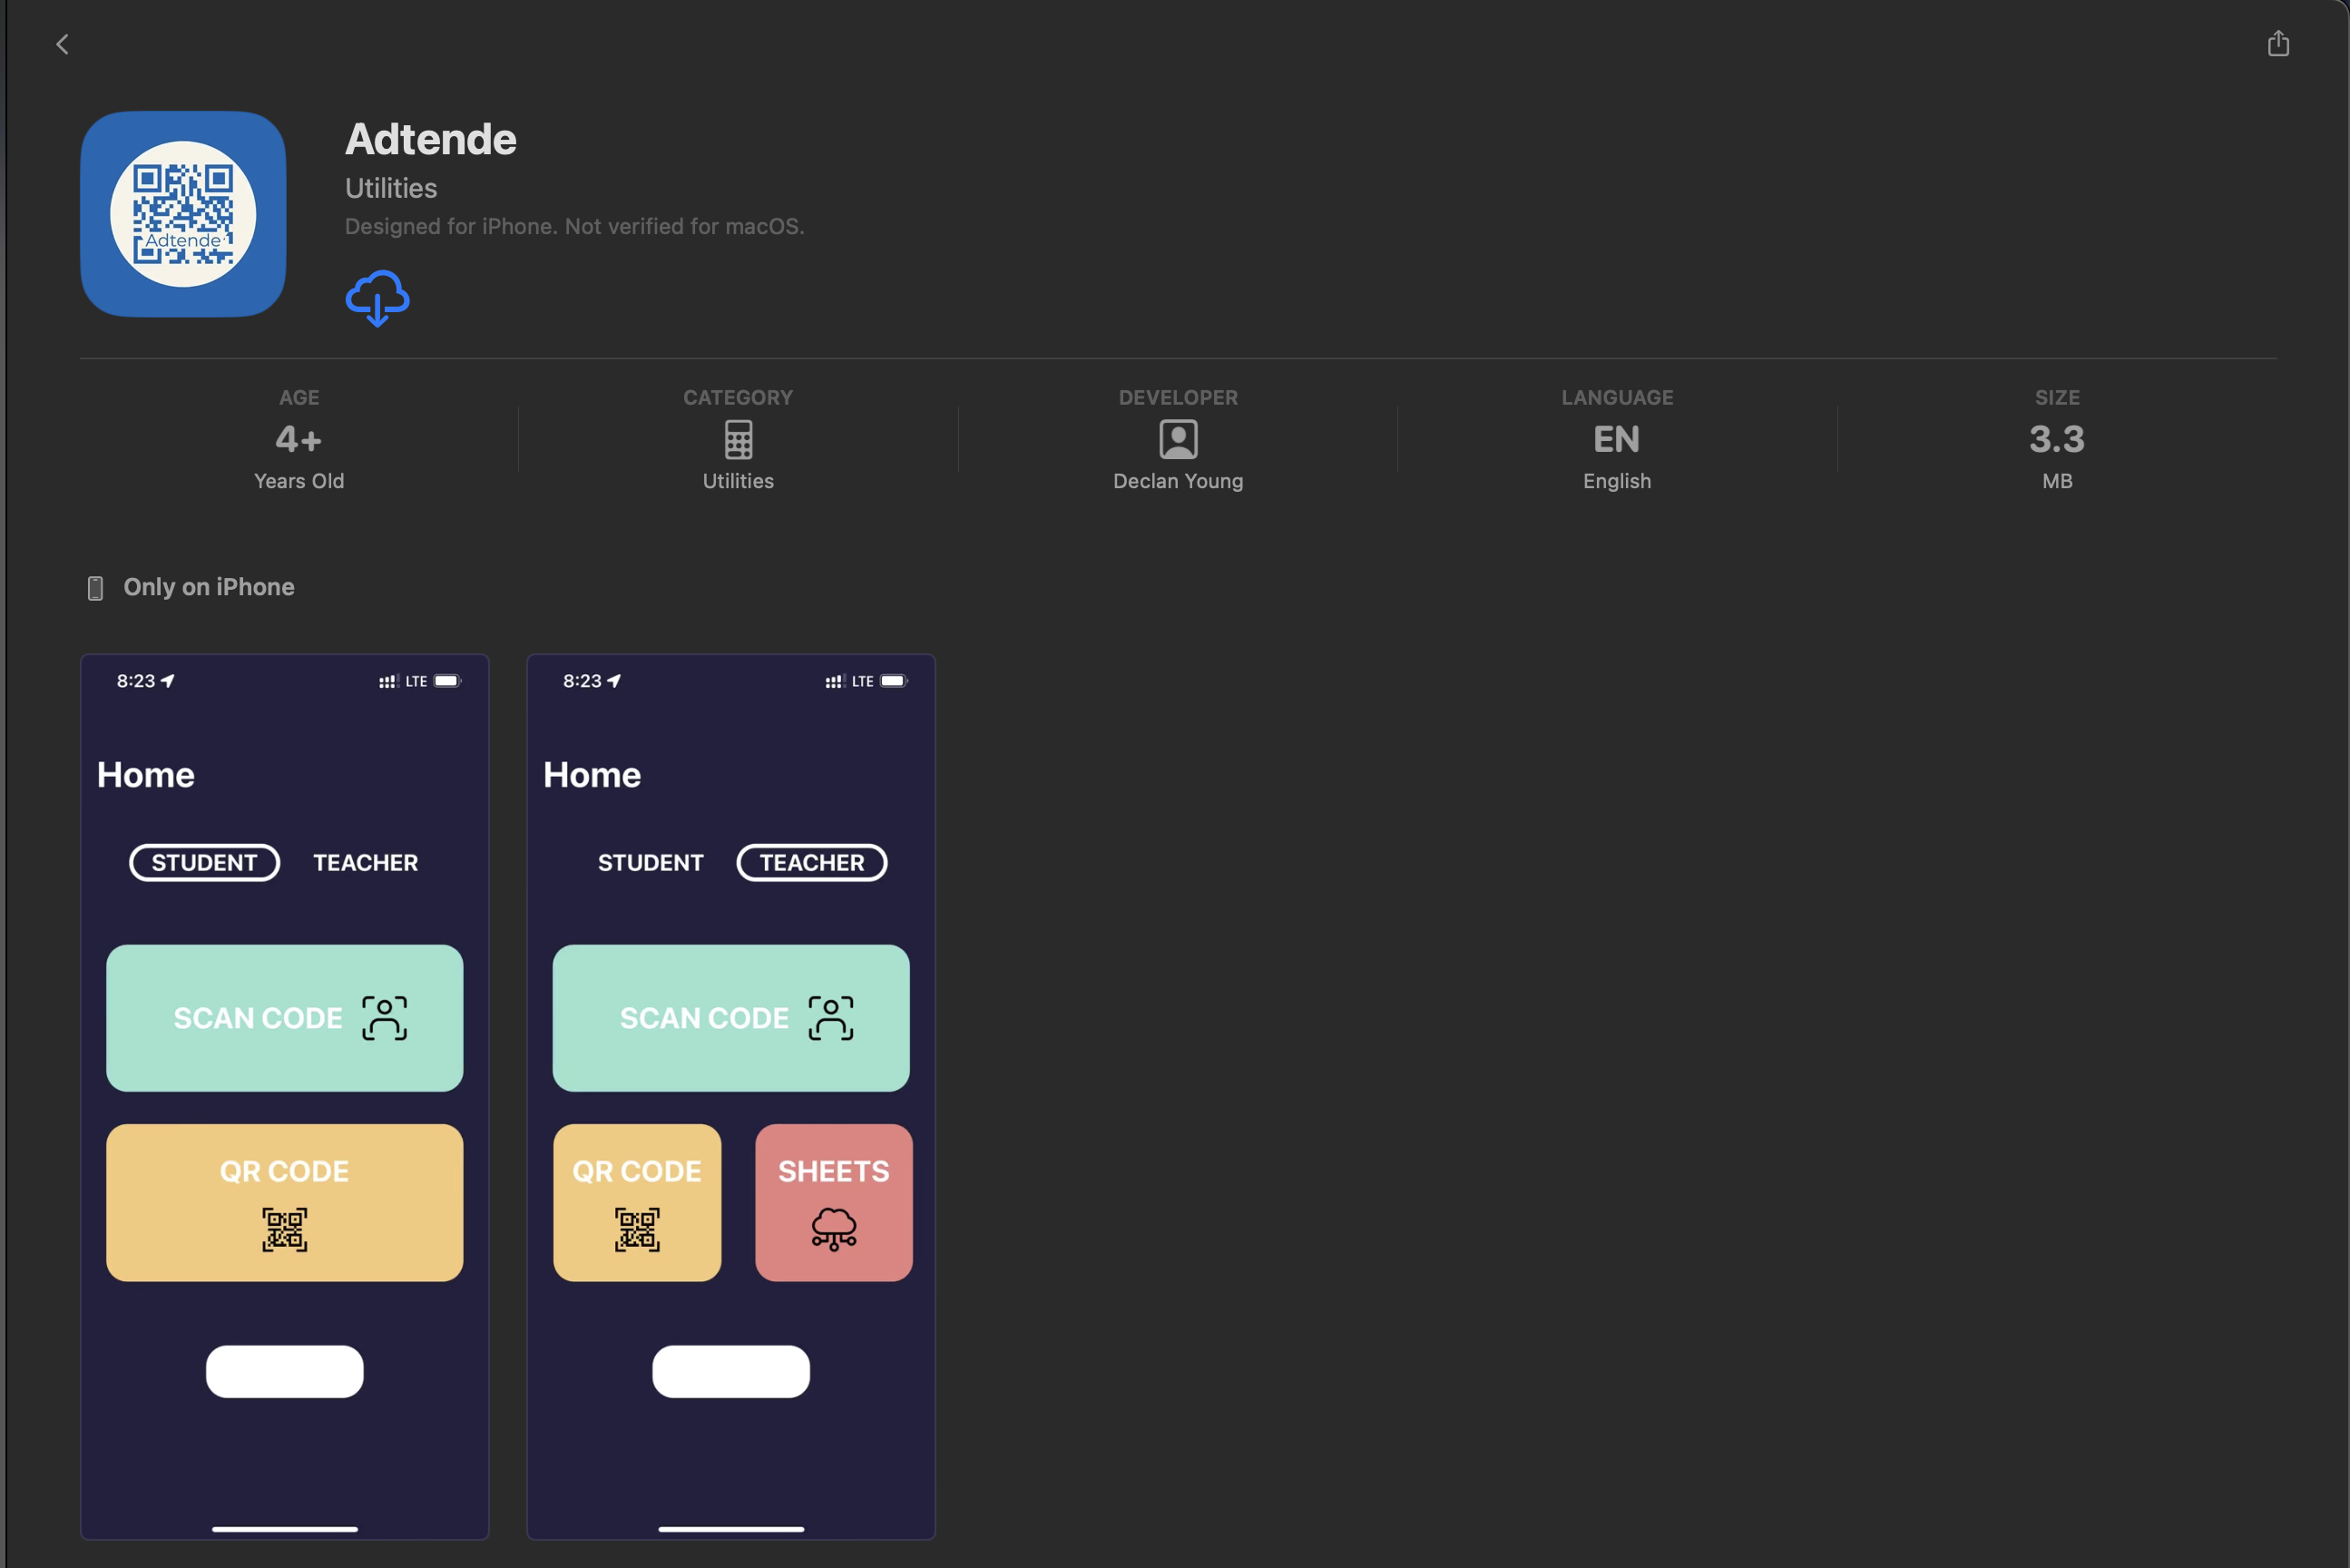 Adtende
Adtende
Utilities
Designed for iPhone. Not verified for macOS.
AGE
4+
Years Old
CATEGORY
Utilities
DEVELOPER
Declan Young
LANGUAGE
EN
English
SIZE
3.3
MB
Only on iPhone
8:23 LTE
Home
STUDENT TEACHER
SCAN CODE
QR CODE
8:23 LTE
Home
STUDENT TEACHER
SCAN CODE
QR CODE SHEETS